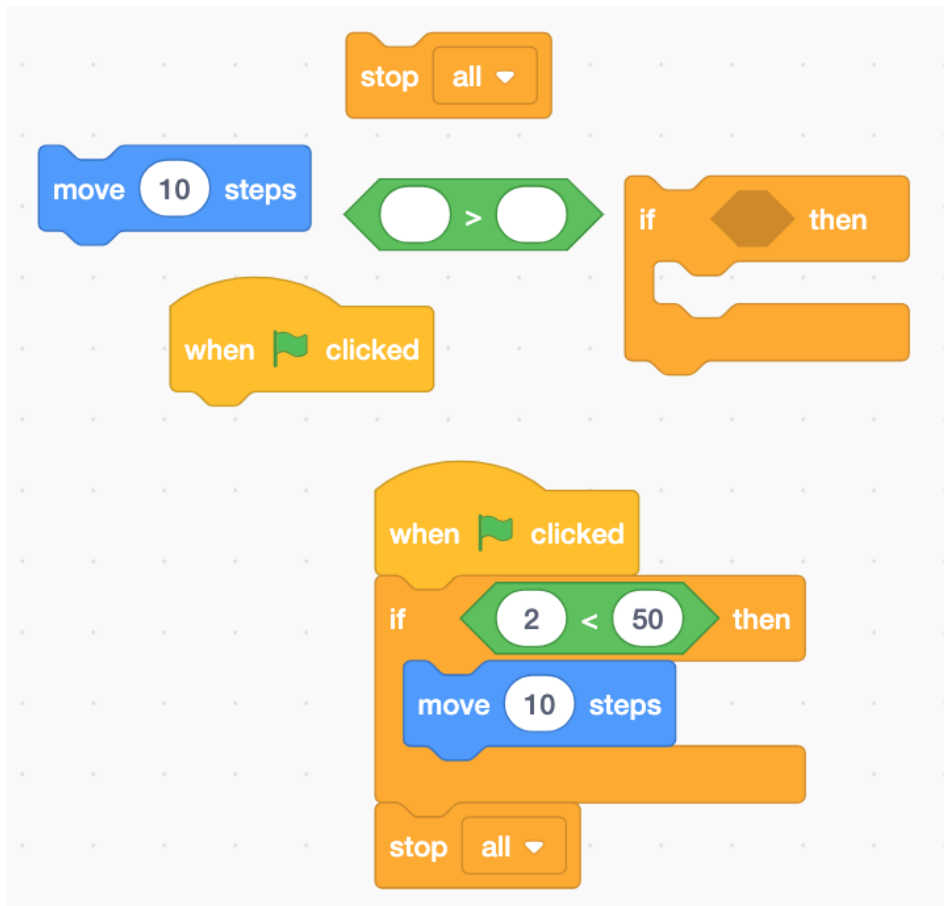 stop all
move 10 steps
>
if then
when clicked
when clicked
if 2 < 50 then
move 10 steps
stop all